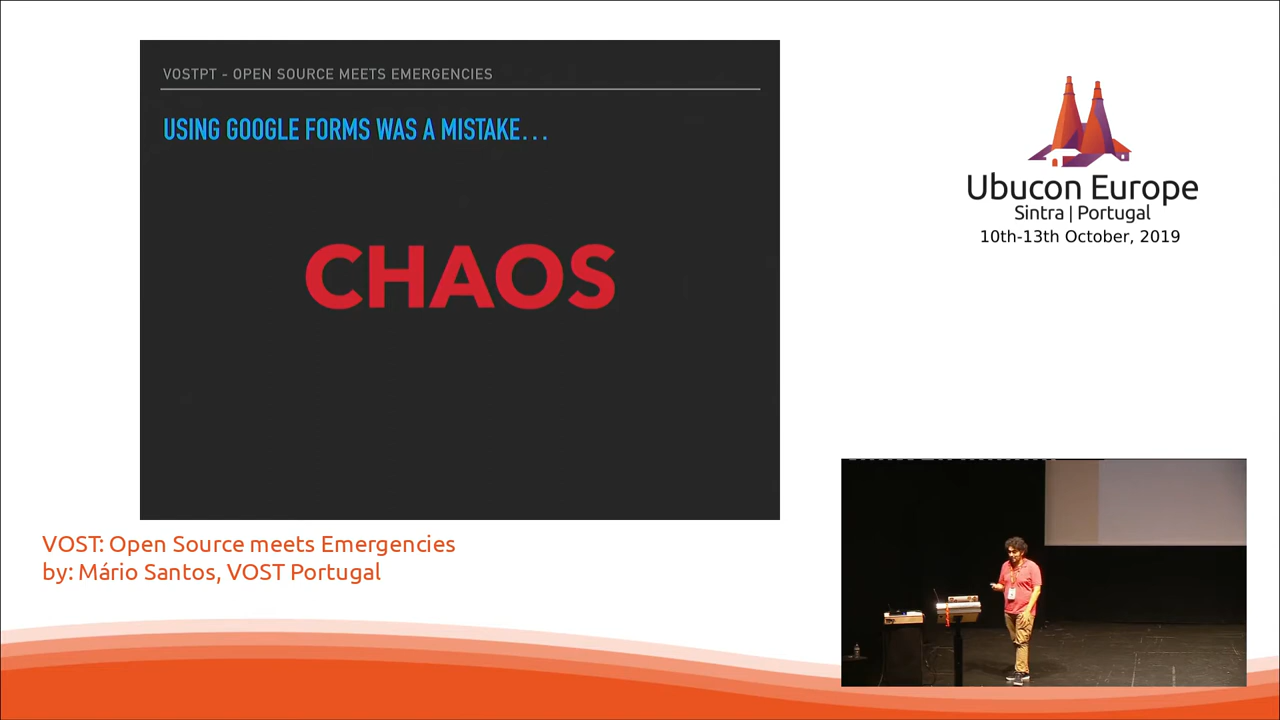 VOSTPT - OPEN SOURCE MEETS EMERGENCIES
USING GOOGLE FORMS WAS A MISTAKE...
CHAOS
Ubucon Europe
Sintra | Portugal
10th-13th October, 2019
VOST: Open Source meets Emergencies
by: Mário Santos, VOST Portugal